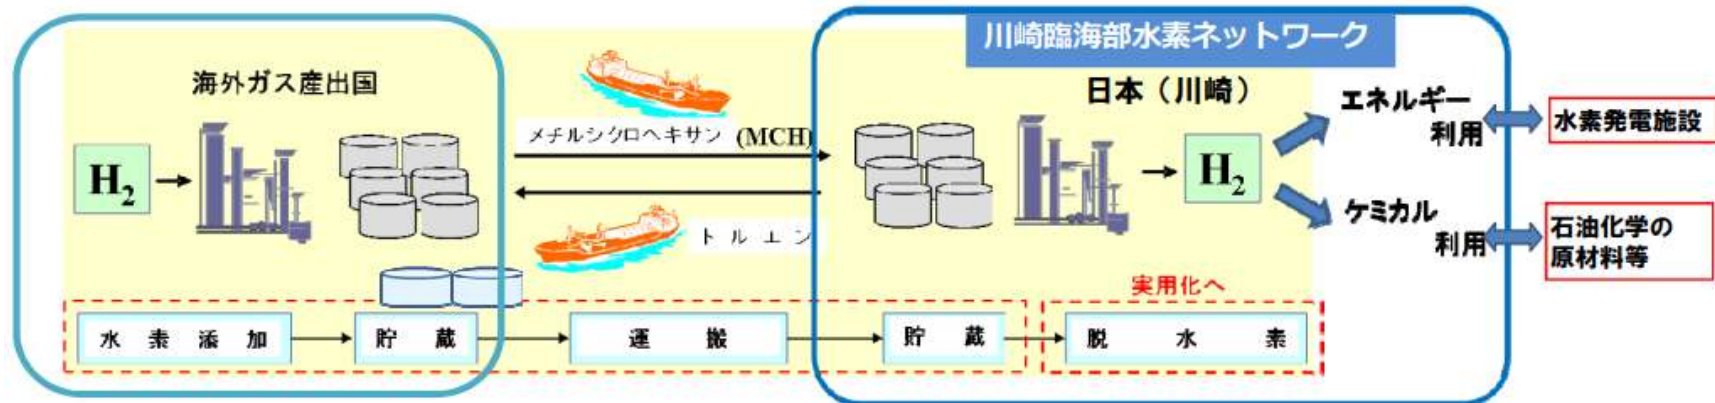 川崎臨海部水素ネットワーク
海外ガス産出国
日本（川崎）
メチルシクロヘキサン (MCH)
H₂
H₂
エネルギー
利用
水素発電施設
トルエン
ケミカル
利用
石油化学の
原材料等
実用化へ
水素添加
貯蔵
運搬
貯蔵
脱水素